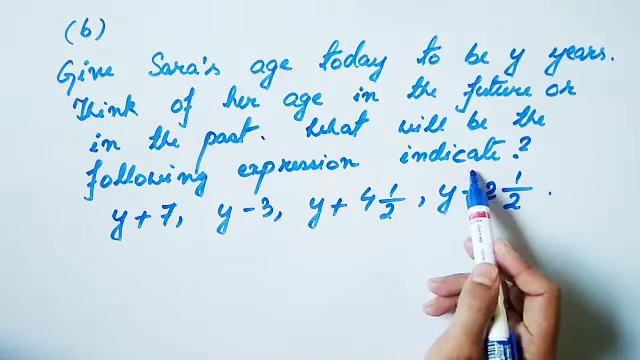 (b)
Give Sara's age today to be y years.
Think of her age in the future or
in the past. What will be the
following expression indicate?
y + 7, y - 3, y + 4 1/2, y - 2 1/2.